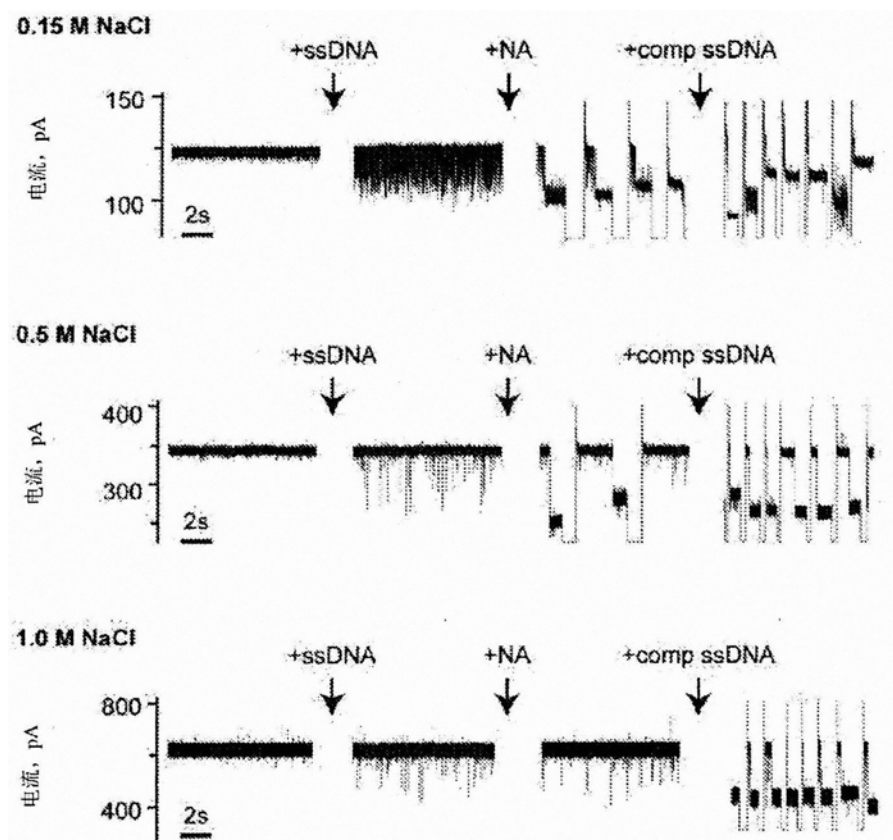 0.15 M NaCl
+ssDNA +NA +comp ssDNA
150
100
电流, pA
2s
0.5 M NaCl
+ssDNA +NA +comp ssDNA
400
300
电流, pA
2s
1.0 M NaCl
+ssDNA +NA +comp ssDNA
800
400
电流, pA
2s